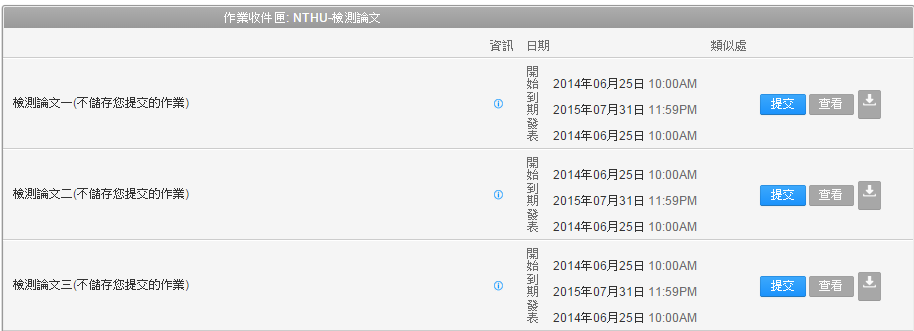 作業收件匣: NTHU-檢測論文
資訊 日期 類似處
檢測論文一(不儲存您提交的作業)
開始 2014年06月25日 10:00AM
到期 2015年07月31日 11:59PM
發表 2014年06月25日 10:00AM
提交 查看
檢測論文二(不儲存您提交的作業)
開始 2014年06月25日 10:00AM
到期 2015年07月31日 11:59PM
發表 2014年06月25日 10:00AM
提交 查看
檢測論文三(不儲存您提交的作業)
開始 2014年06月25日 10:00AM
到期 2015年07月31日 11:59PM
發表 2014年06月25日 10:00AM
提交 查看